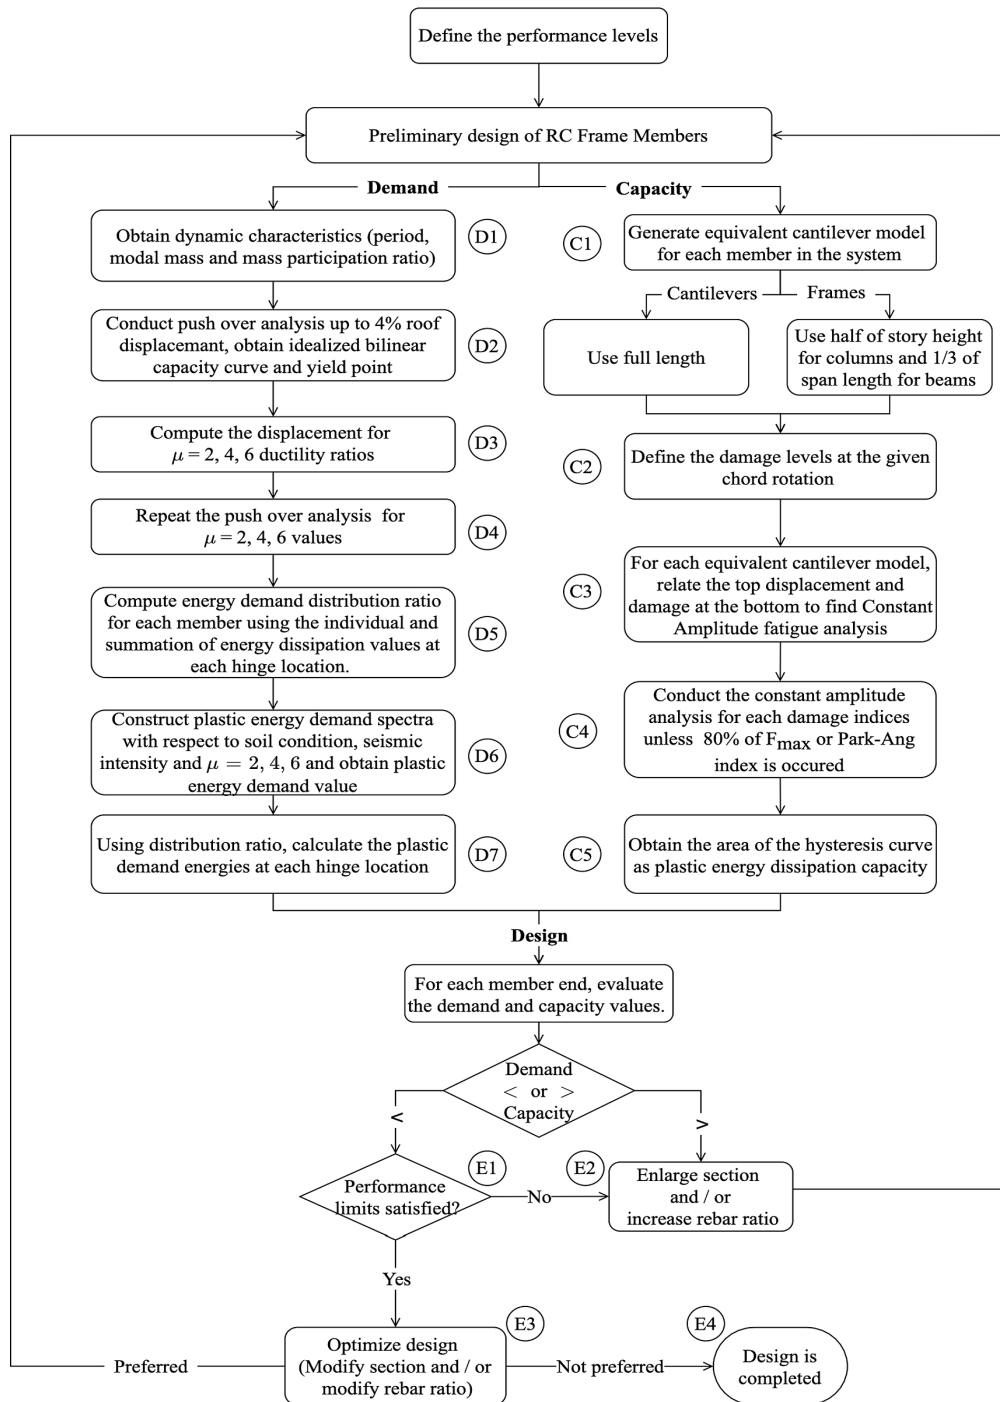 Define the performance levels
Preliminary design of RC Frame Members
Demand
Capacity
Obtain dynamic characteristics (period,
modal mass and mass participation ratio)
D1
Conduct push over analysis up to 4% roof
displacemant, obtain idealized bilinear
capacity curve and yield point
D2
Compute the displacement for
μ = 2, 4, 6 ductility ratios
D3
Repeat the push over analysis for
μ = 2, 4, 6 values
D4
Compute energy demand distribution ratio
for each member using the individual and
summation of energy dissipation values at
each hinge location.
D5
Construct plastic energy demand spectra
with respect to soil condition, seismic
intensity and μ = 2, 4, 6 and obtain plastic
energy demand value
D6
Using distribution ratio, calculate the plastic
demand energies at each hinge location
D7
C1
Generate equivalent cantilever model
for each member in the system
Cantilevers
Frames
Use full length
Use half of story height
for columns and 1/3 of
span length for beams
C2
Define the damage levels at the given
chord rotation
C3
For each equivalent cantilever model,
relate the top displacement and
damage at the bottom to find Constant
Amplitude fatigue analysis
C4
Conduct the constant amplitude
analysis for each damage indices
unless 80% of Fmax or Park-Ang
index is occured
C5
Obtain the area of the hysteresis curve
as plastic energy dissipation capacity
Design
For each member end, evaluate
the demand and capacity values.
Demand
< or >
Capacity
<
>
Performance
limits satisfied?
E1
No
E2
Enlarge section
and / or
increase rebar ratio
Yes
Optimize design
(Modify section and / or
modify rebar ratio)
E3
Preferred
Not preferred
E4
Design is
completed